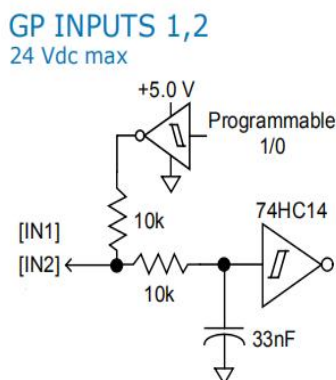 GP INPUTS 1,2
24 Vdc max
+5.0 V
Programmable
1/0
10k
74HC14
[IN1]
[IN2]
10k
33nF